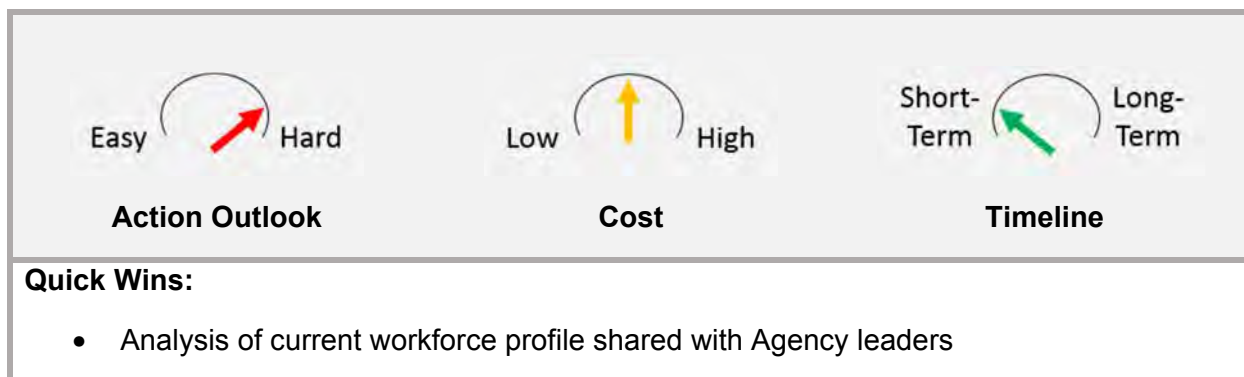 Easy Hard
Low High
Short-Term Long-Term
Action Outlook Cost Timeline
Quick Wins:
• Analysis of current workforce profile shared with Agency leaders